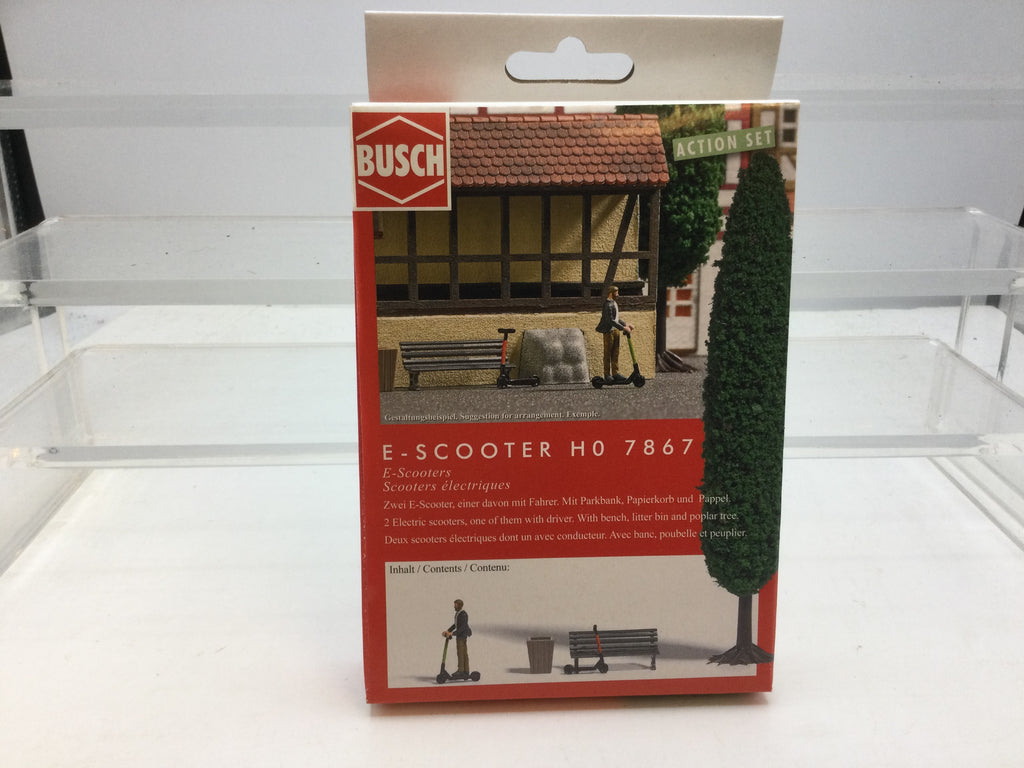 BUSCH
ACTION SET
Gestaltungsbeispiel. Suggestion for arrangement. Exemple.
E-SCOOTER H0 7867
E-Scooters
Scooters électriques
Zwei E-Scooter, einer davon mit Fahrer. Mit Parkbank, Papierkorb und Pappel.
2 Electric scooters, one of them with driver. With bench, litter bin and poplar tree.
Deux scooters électriques dont un avec conducteur. Avec banc, poubelle et peuplier.
Inhalt / Contents / Contenu: